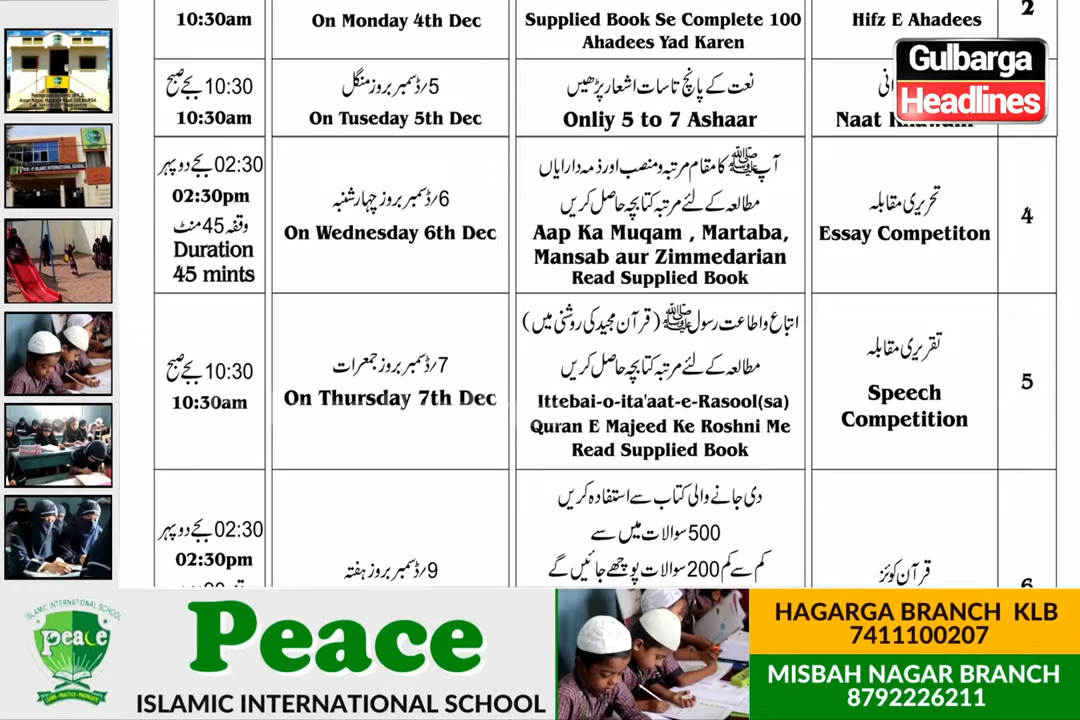 10:30am
On Monday 4th Dec
Supplied Book Se Complete 100
Ahadees Yad Karen
Hifz E Ahadees
2
Gulbarga
Headlines
10:30 بجے صبح
10:30am
5/ڈسمبر بروز منگل
On Tuseday 5th Dec
نعت کے پانچ تا سات اشعار پڑھیں
Onliy 5 to 7 Ashaar
Naat
02:30 بجے دوپہر
02:30pm
وقفہ 45 منٹ
Duration
45 mints
6/ڈسمبر بروز چہارشنبہ
On Wednesday 6th Dec
آپ ﷺ کا مقام مرتبہ و منصب اور ذمہ دارایاں
مطالعہ کے لئے مرتبہ کتابچہ حاصل کریں
Aap Ka Muqam , Martaba,
Mansab aur Zimmedarian
Read Supplied Book
تحریری مقابلہ
Essay Competiton
4
10:30 بجے صبح
10:30am
7/ڈسمبر بروز جمعرات
On Thursday 7th Dec
اتباع و اطاعت رسول ﷺ (قرآن مجید کی روشنی میں)
مطالعہ کے لئے مرتبہ کتابچہ حاصل کریں
Ittebai-o-ita'aat-e-Rasool(sa)
Quran E Majeed Ke Roshni Me
Read Supplied Book
تقریری مقابلہ
Speech
Competition
5
02:30 بجے دوپہر
02:30pm
9/ڈسمبر بروز ہفتہ
دی جانے والی کتاب سے استفادہ کریں
500 سوالات میں سے
کم سے کم 200 سوالات پوچھے جائیں گے
قرآن کوئز
6
ISLAMIC INTERNATIONAL SCHOOL
Peace
LEARN - PRACTICE - PROPAGATE
Peace
ISLAMIC INTERNATIONAL SCHOOL
HAGARGA BRANCH KLB
7411100207
MISBAH NAGAR BRANCH
8792226211